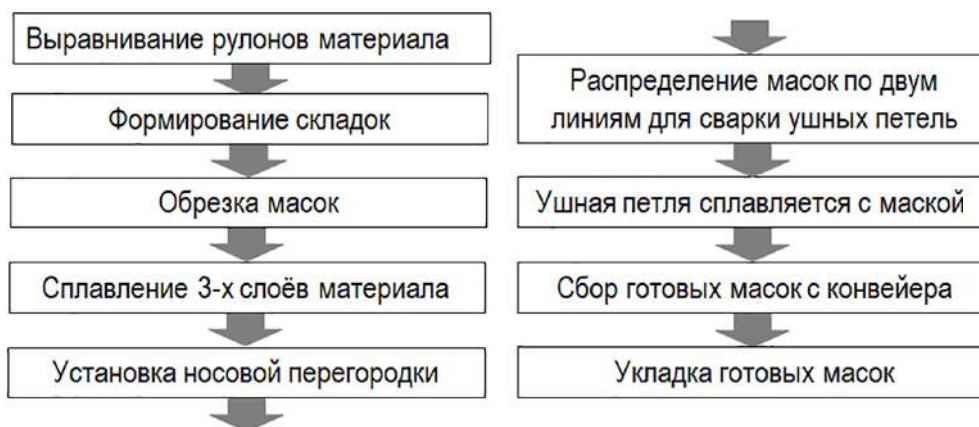 Выравнивание рулонов материала
Формирование складок
Обрезка масок
Сплавление 3-х слоёв материала
Установка носовой перегородки
Распределение масок по двум
линиям для сварки ушных петель
Ушная петля сплавляется с маской
Сбор готовых масок с конвейера
Укладка готовых масок